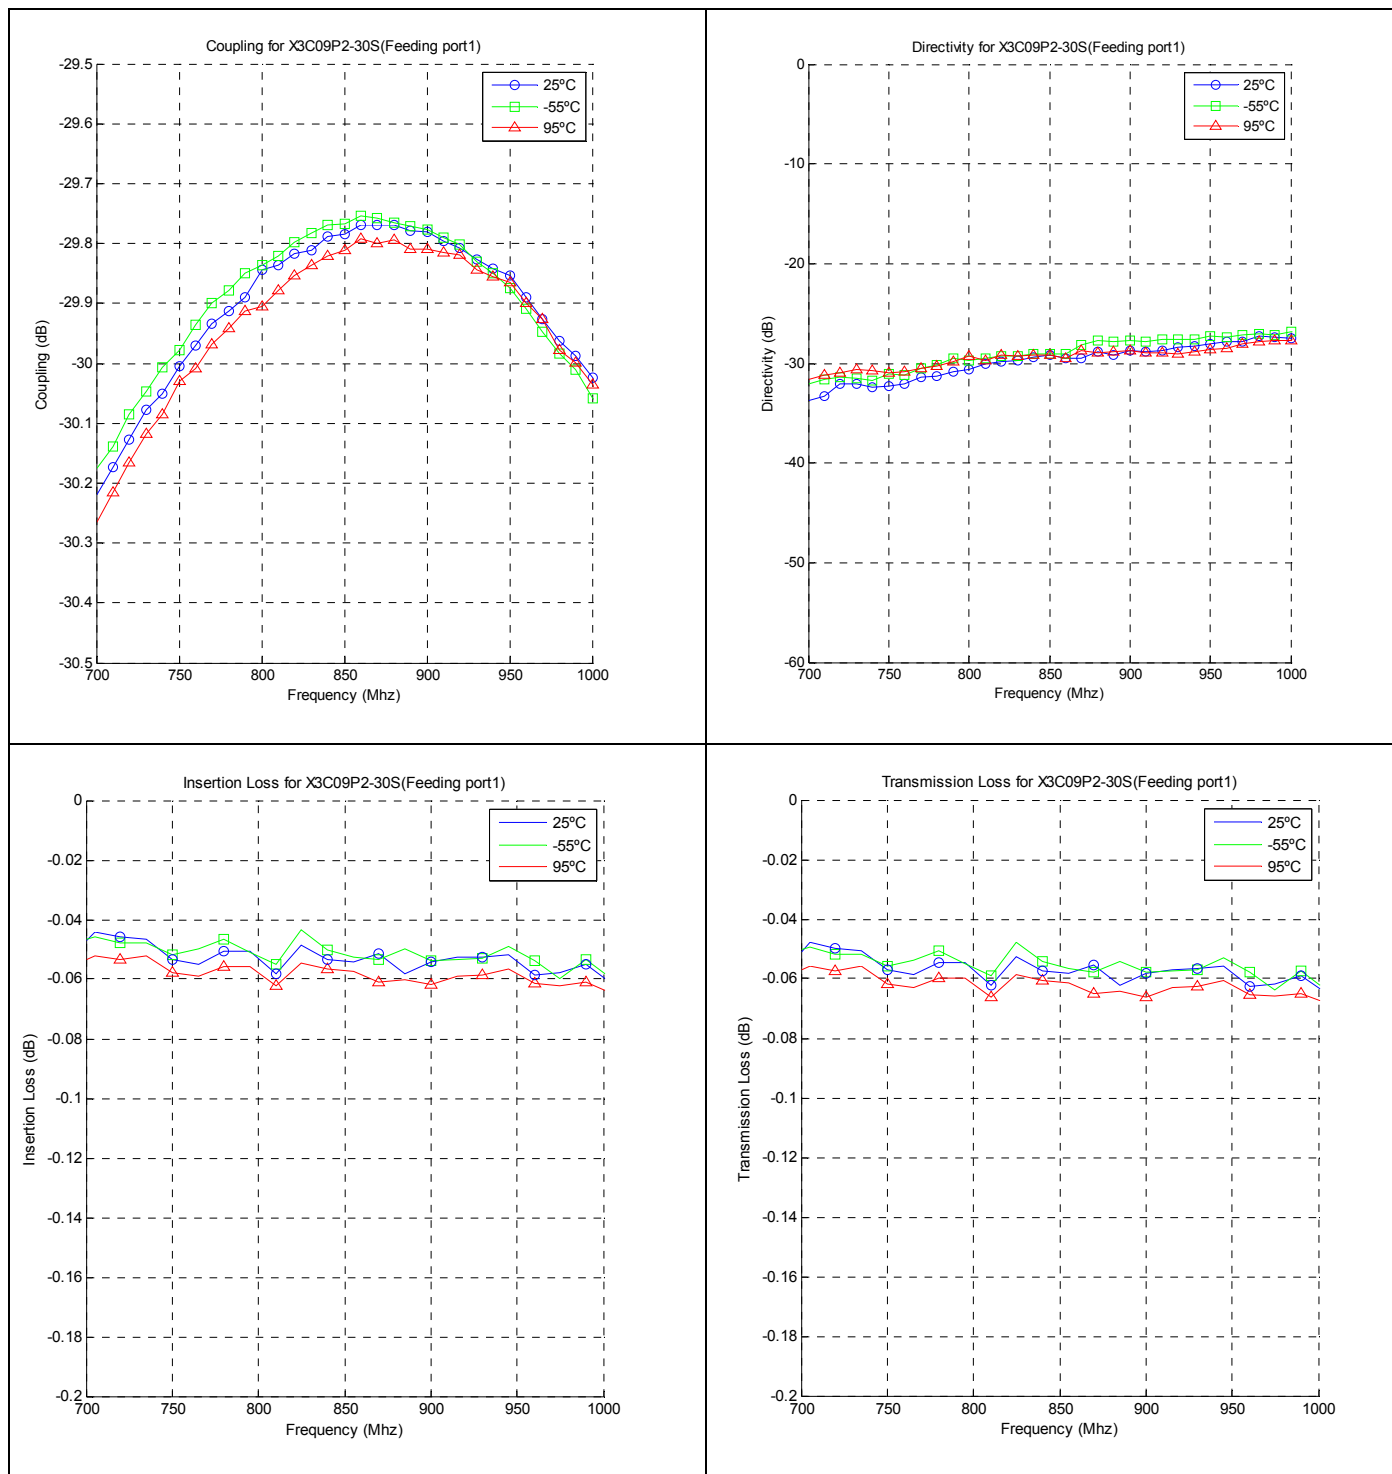 Coupling for X3C09P2-30S(Feeding port1)
-29.5
-29.6
-29.7
-29.8
-29.9
-30
-30.1
-30.2
-30.3
-30.4
-30.5
Coupling (dB)
25ºC
-55ºC
95ºC
700 750 800 850 900 950 1000
Frequency (Mhz)
Directivity for X3C09P2-30S(Feeding port1)
0
-10
-20
-30
-40
-50
-60
Directivity (dB)
25ºC
-55ºC
95ºC
700 750 800 850 900 950 1000
Frequency (Mhz)
Insertion Loss for X3C09P2-30S(Feeding port1)
0
-0.02
-0.04
-0.06
-0.08
-0.1
-0.12
-0.14
-0.16
-0.18
-0.2
Insertion Loss (dB)
25ºC
-55ºC
95ºC
700 750 800 850 900 950 1000
Frequency (Mhz)
Transmission Loss for X3C09P2-30S(Feeding port1)
0
-0.02
-0.04
-0.06
-0.08
-0.1
-0.12
-0.14
-0.16
-0.18
-0.2
Transmission Loss (dB)
25ºC
-55ºC
95ºC
700 750 800 850 900 950 1000
Frequency (Mhz)